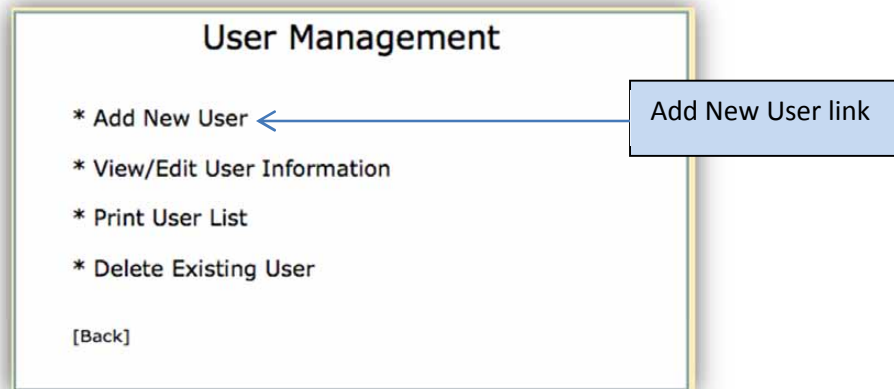 User Management
* Add New User
Add New User link
* View/Edit User Information
* Print User List
* Delete Existing User
[Back]